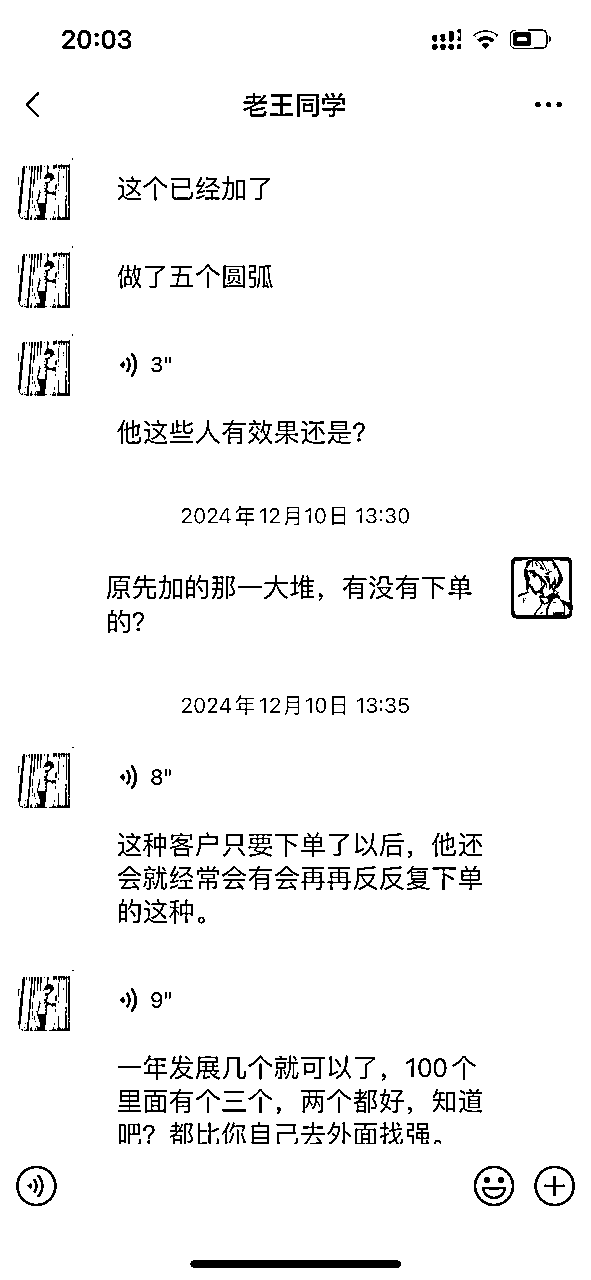 20:03
老王同学
这个已经加了
做了五个圆弧
3"
他这些人有效果还是?
2024年12月10日 13:30
原先加的那一大堆，有没有下单
的?
2024年12月10日 13:35
8"
这种客户只要下单了以后，他还
会就经常会有会再再反反复下单
的这种。
9"
一年发展几个就可以了，100个
里面有个三个，两个都好，知道
吧？都比你自己去外面找强。